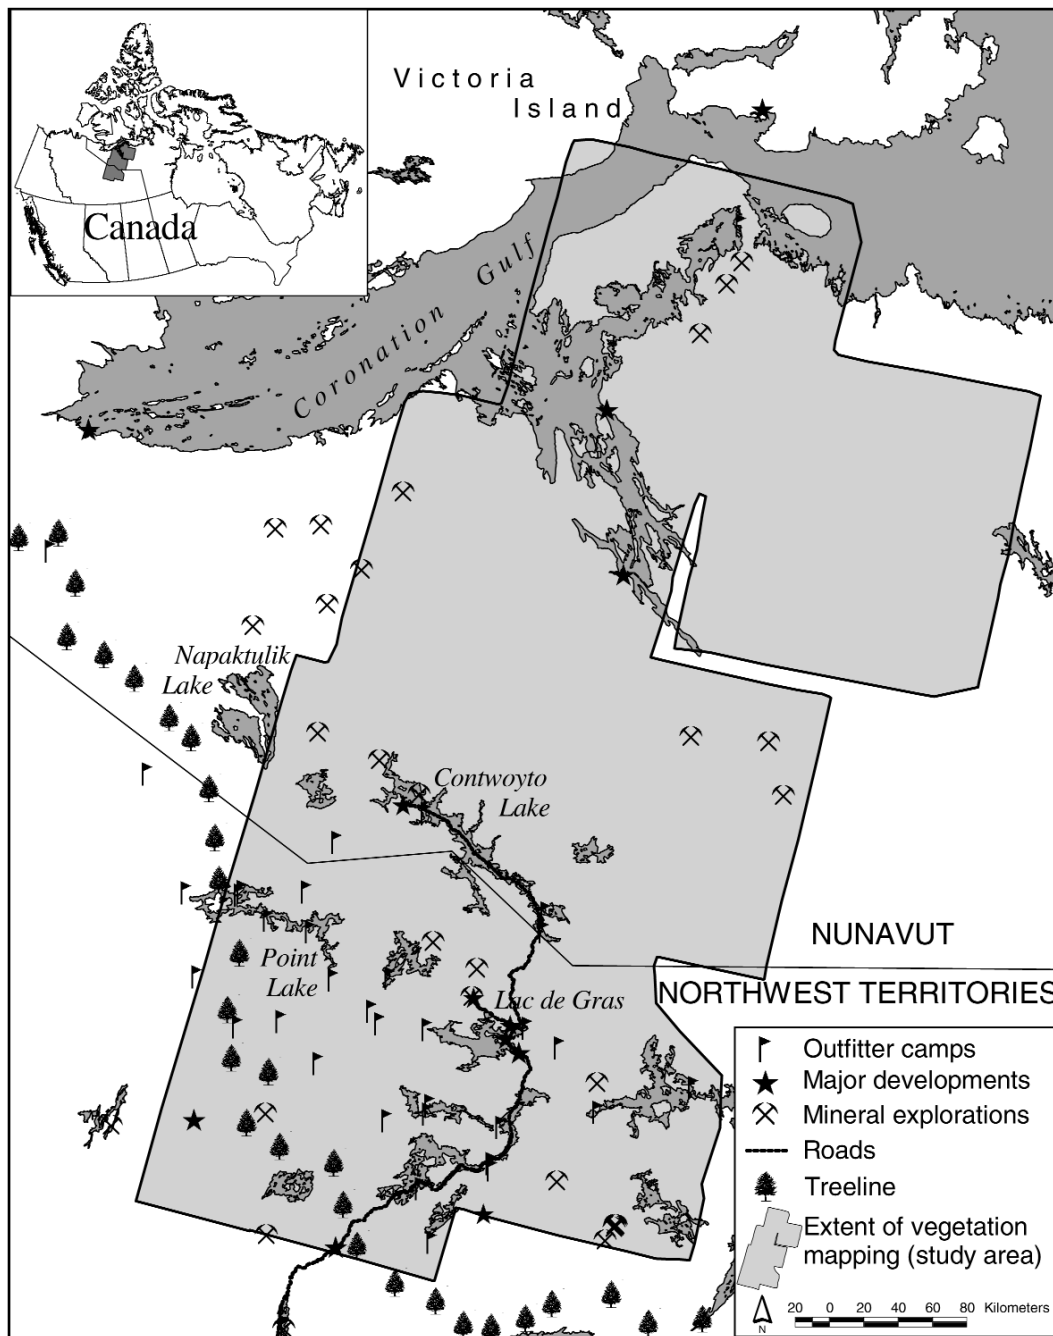 Victoria
Island
Canada
Coronation Gulf
Napaktulik
Lake
Contwoyto
Lake
Point
Lake
Lac de Gras
NUNAVUT
NORTHWEST TERRITORIES
Outfitter camps
Major developments
Mineral explorations
Roads
Treeline
Extent of vegetation
mapping (study area)
N
20 0 20 40 60 80 Kilometers